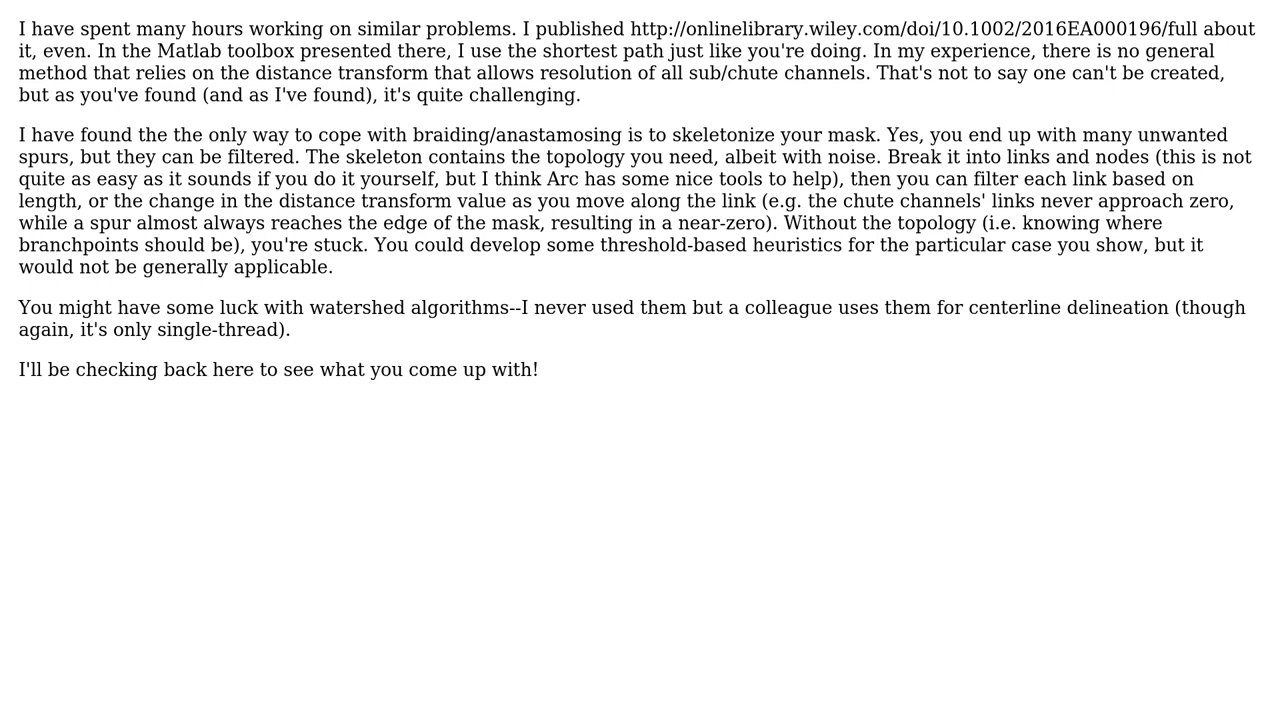 I have spent many hours working on similar problems. I published http://onlinelibrary.wiley.com/doi/10.1002/2016EA000196/full about
it, even. In the Matlab toolbox presented there, I use the shortest path just like you're doing. In my experience, there is no general
method that relies on the distance transform that allows resolution of all sub/chute channels. That's not to say one can't be created,
but as you've found (and as I've found), it's quite challenging.
I have found the the only way to cope with braiding/anastamosing is to skeletonize your mask. Yes, you end up with many unwanted
spurs, but they can be filtered. The skeleton contains the topology you need, albeit with noise. Break it into links and nodes (this is not
quite as easy as it sounds if you do it yourself, but I think Arc has some nice tools to help), then you can filter each link based on
length, or the change in the distance transform value as you move along the link (e.g. the chute channels' links never approach zero,
while a spur almost always reaches the edge of the mask, resulting in a near-zero). Without the topology (i.e. knowing where
branchpoints should be), you're stuck. You could develop some threshold-based heuristics for the particular case you show, but it
would not be generally applicable.
You might have some luck with watershed algorithms--I never used them but a colleague uses them for centerline delineation (though
again, it's only single-thread).
I'll be checking back here to see what you come up with!